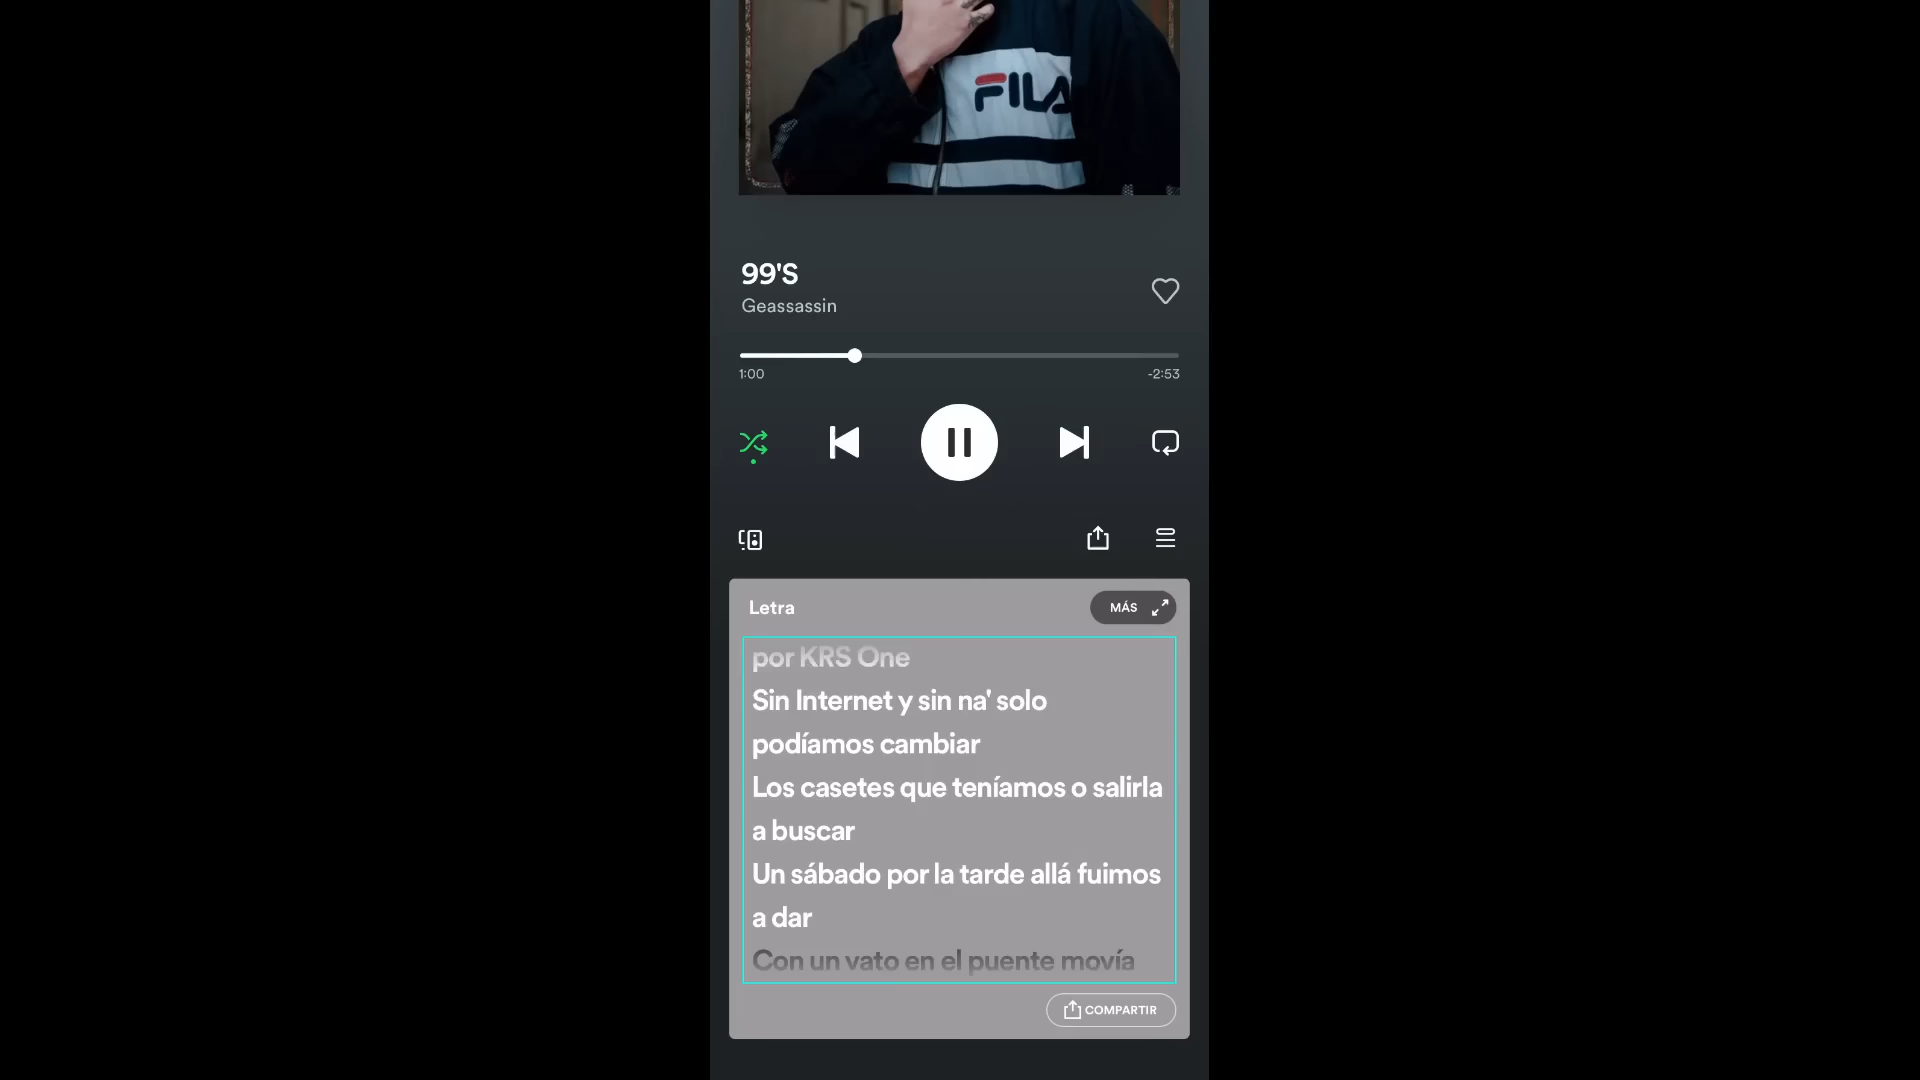 FILA
99'S
Geassassin
1:00
-2:53
Letra
MÁS
por KRS One
Sin Internet y sin na' solo
podíamos cambiar
Los casetes que teníamos o salirla
a buscar
Un sábado por la tarde allá fuimos
a dar
Con un vato en el puente movía
COMPARTIR